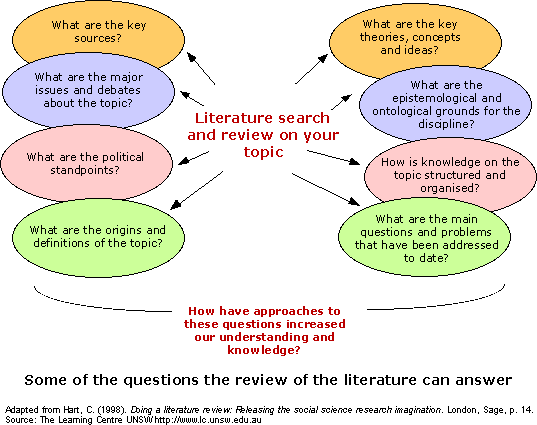 What are the key
sources?
What are the major
issues and debates
about the topic?
What are the political
standpoints?
What are the origins and
definitions of the topic?
Literature search
and review on your
topic
What are the key
theories, concepts
and ideas?
What are the
epistemological and
ontological grounds for the
discipline?
How is knowledge on the
topic structured and
organised?
What are the main
questions and problems
that have been addressed
to date?
How have approaches to
these questions increased
our understanding and
knowledge?
Some of the questions the review of the literature can answer
Adapted from Hart, C. (1998). Doing a literature review: Releasing the social science research imagination. London, Sage, p. 14.
Source: The Learning Centre UNSW http://www.lc.unsw.edu.au